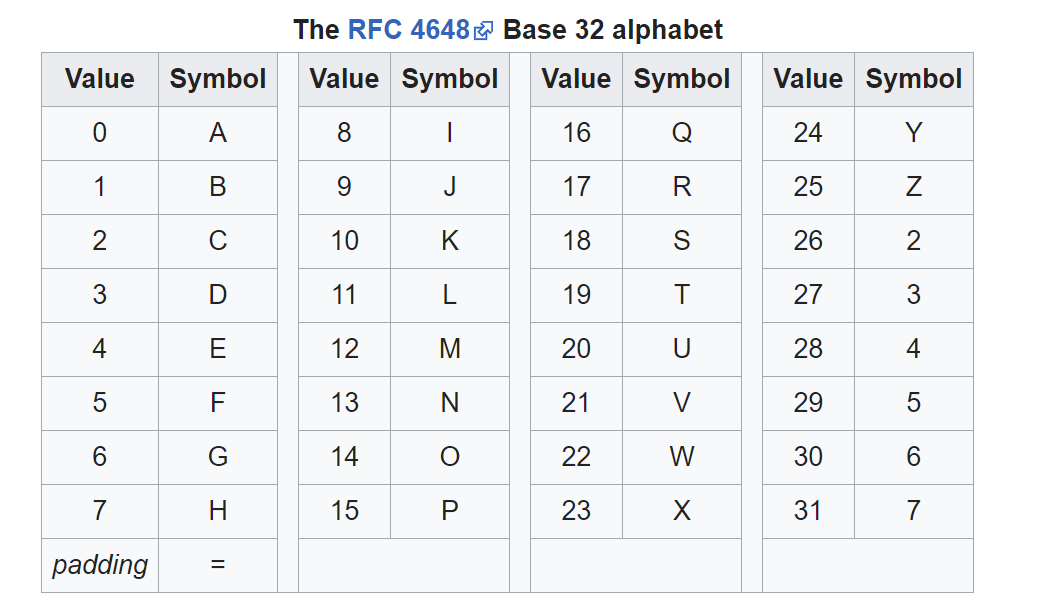 The RFC 4648 Base 32 alphabet
Value Symbol Value Symbol Value Symbol Value Symbol
0 A 8 I 16 Q 24 Y
1 B 9 J 17 R 25 Z
2 C 10 K 18 S 26 2
3 D 11 L 19 T 27 3
4 E 12 M 20 U 28 4
5 F 13 N 21 V 29 5
6 G 14 O 22 W 30 6
7 H 15 P 23 X 31 7
padding =